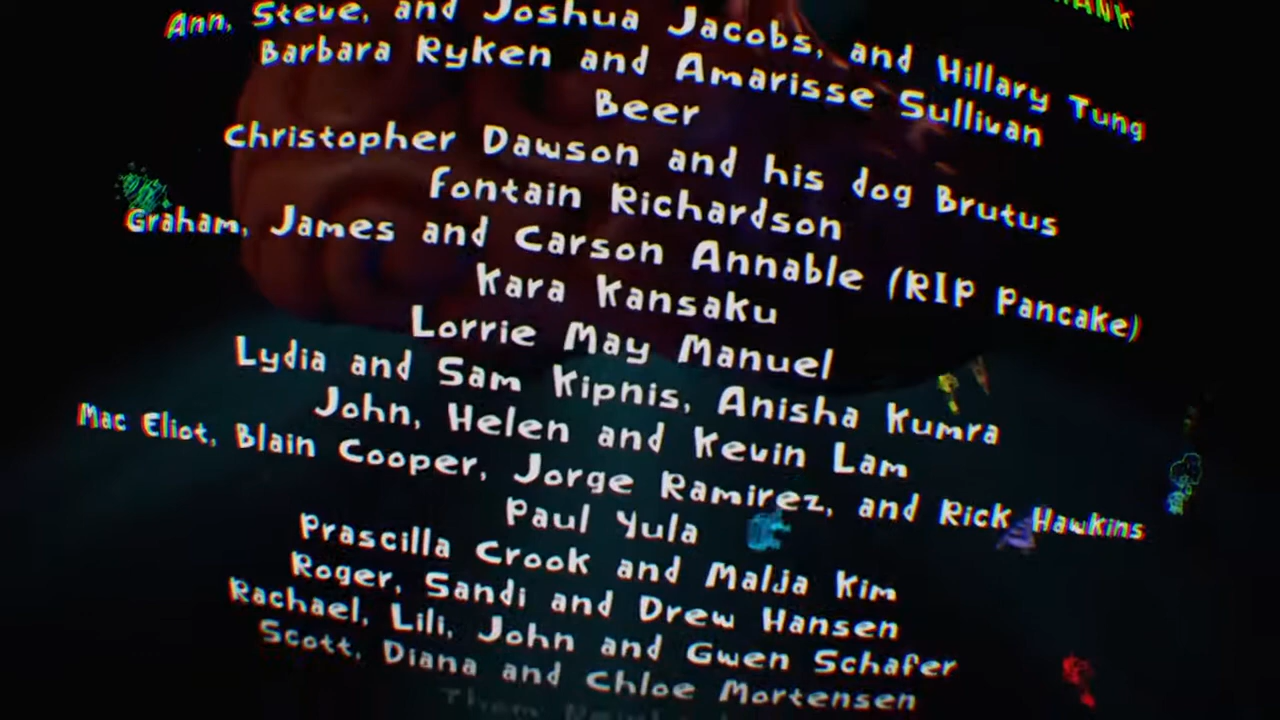 Ann, Steve, and Joshua Jacobs, and Hillary Tung
Barbara Ryken and Amarisse Sullivan
Beer
Christopher Dawson and his dog Brutus
Fontain Richardson
Graham, James and Carson Annable (RIP Pancake)
Kara Kansaku
Lorrie May Manuel
Lydia and Sam Kipnis, Anisha Kumra
John, Helen and Kevin Lam
Mac Eliot, Blain Cooper, Jorge Ramirez, and Rick Hawkins
Paul Yula
Prascilla Crook and Malia Kim
Roger, Sandi and Drew Hansen
Rachael, Lili, John and Gwen Schafer
Scott, Diana and Chloe Mortensen